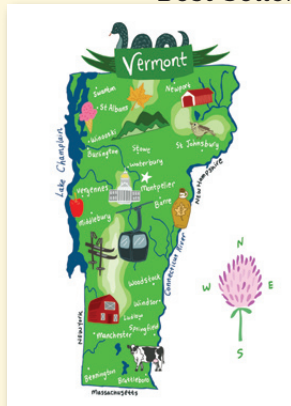 Vermont
Swanton
Newport
St Albans
Winooski
Burlington
Stowe
St Johnsbury
Waterbury
Lake Champlain
New Hampshire
Vergennes
Montpelier
Barre
Middlebury
Connecticut River
Woodstock
Windsor
Ludlow
Springfield
New York
Manchester
Bennington
Brattleboro
Massachusetts
N
W
E
S